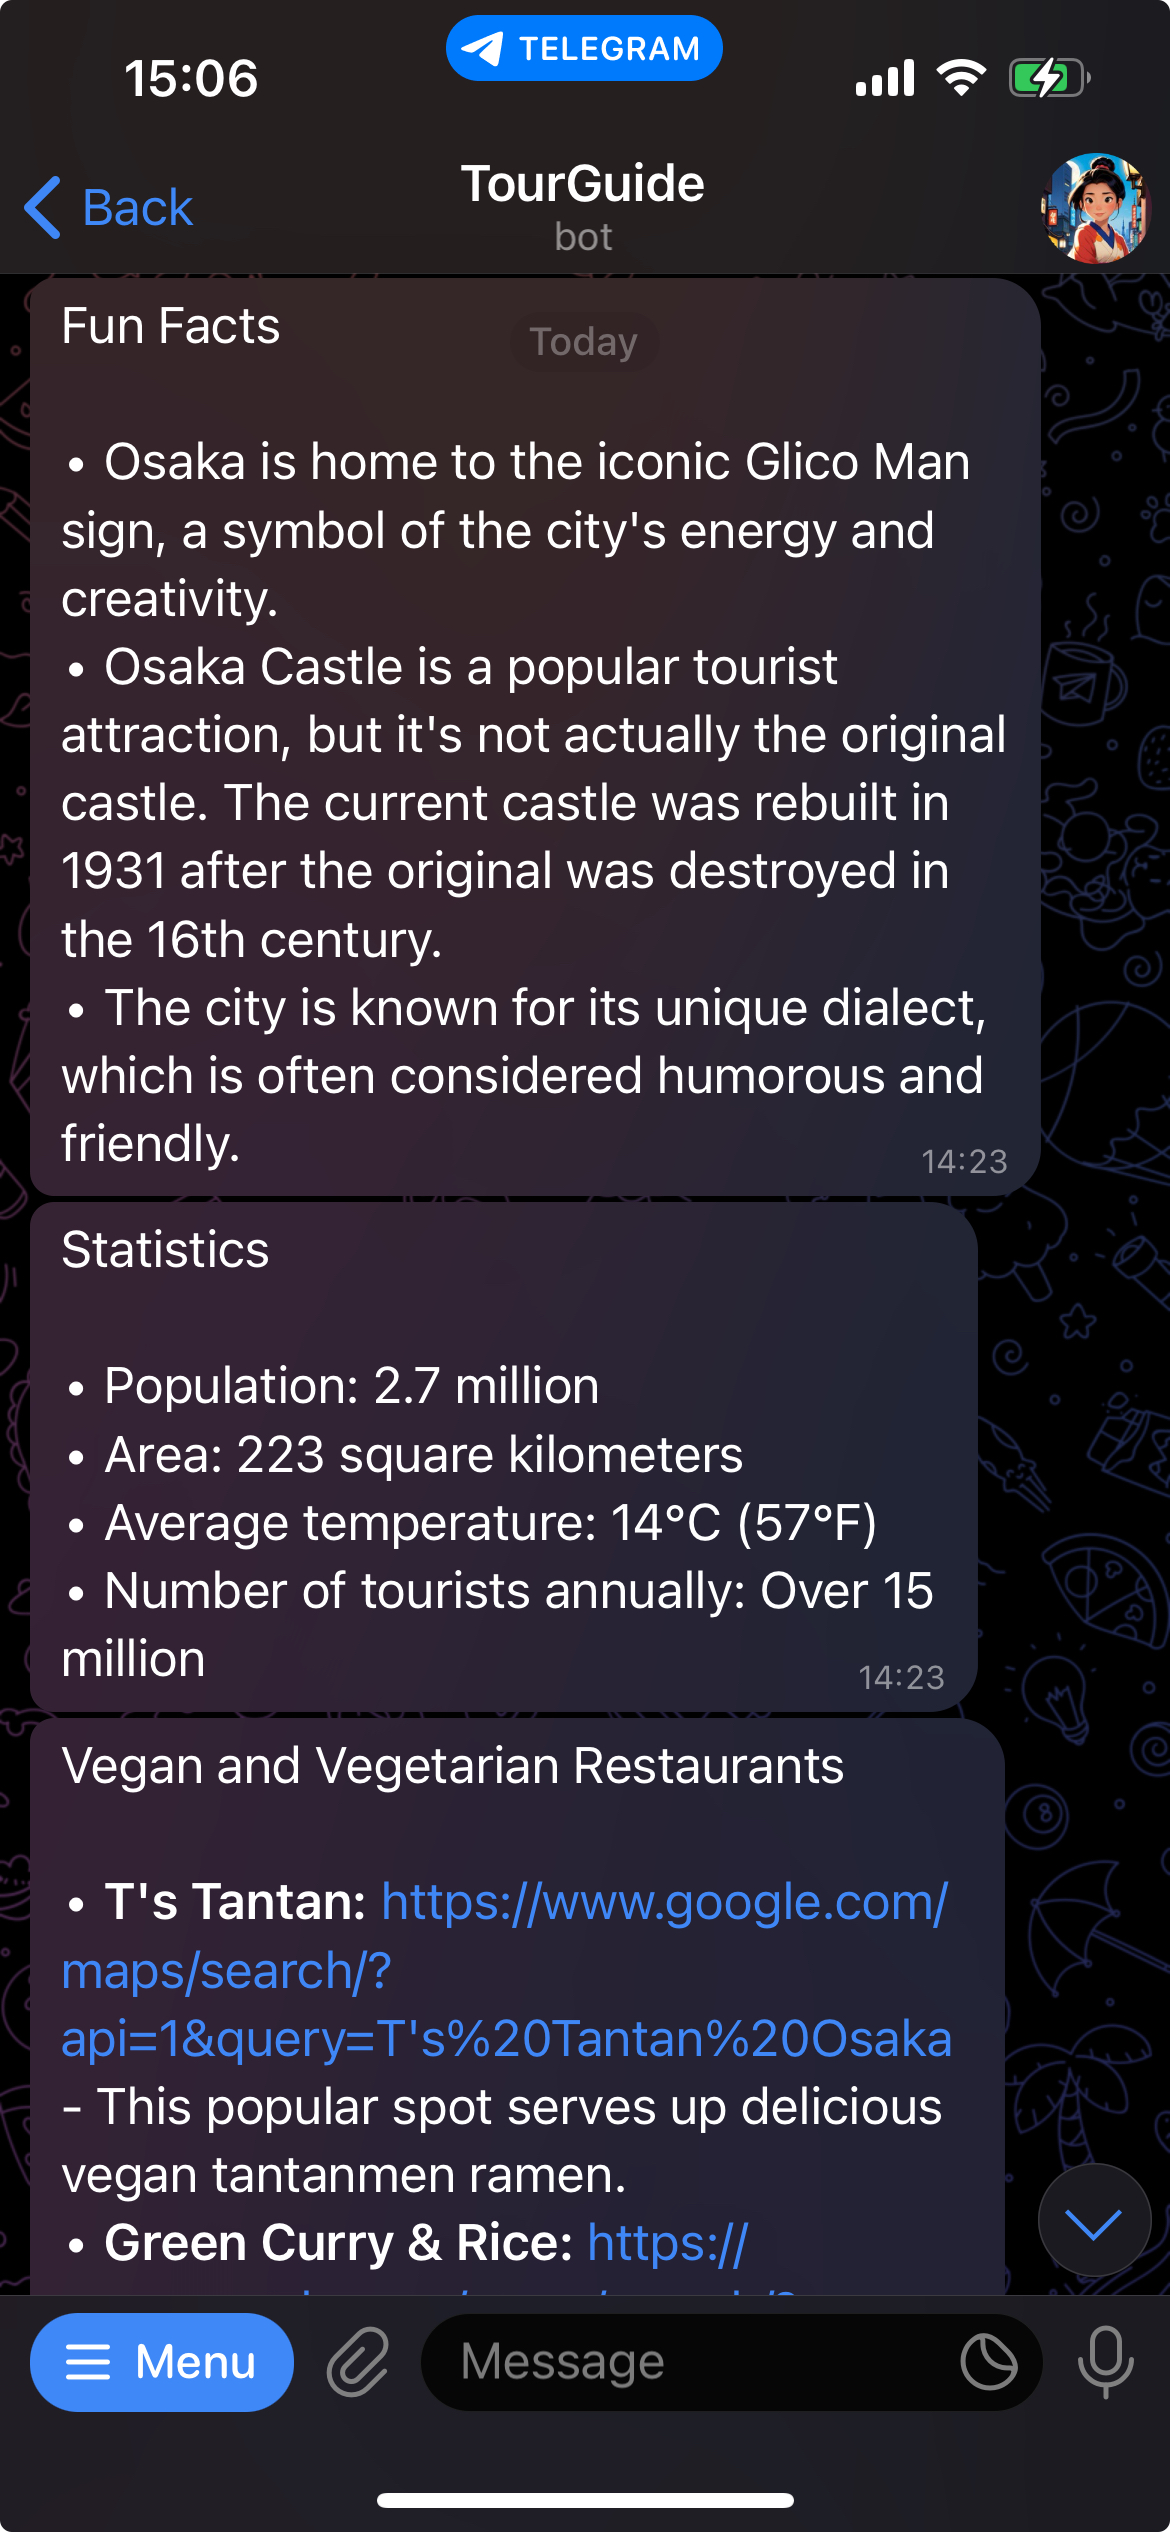 15:06
TELEGRAM
Back
TourGuide
bot
Fun Facts
Today
• Osaka is home to the iconic Glico Man
sign, a symbol of the city's energy and
creativity.
• Osaka Castle is a popular tourist
attraction, but it's not actually the original
castle. The current castle was rebuilt in
1931 after the original was destroyed in
the 16th century.
• The city is known for its unique dialect,
which is often considered humorous and
friendly.
14:23
Statistics
• Population: 2.7 million
• Area: 223 square kilometers
• Average temperature: 14°C (57°F)
• Number of tourists annually: Over 15
million
14:23
Vegan and Vegetarian Restaurants
• T's Tantan: https://www.google.com/
maps/search/?
api=1&query=T's%20Tantan%20Osaka
- This popular spot serves up delicious
vegan tantanmen ramen.
• Green Curry & Rice: https://
Menu
Message